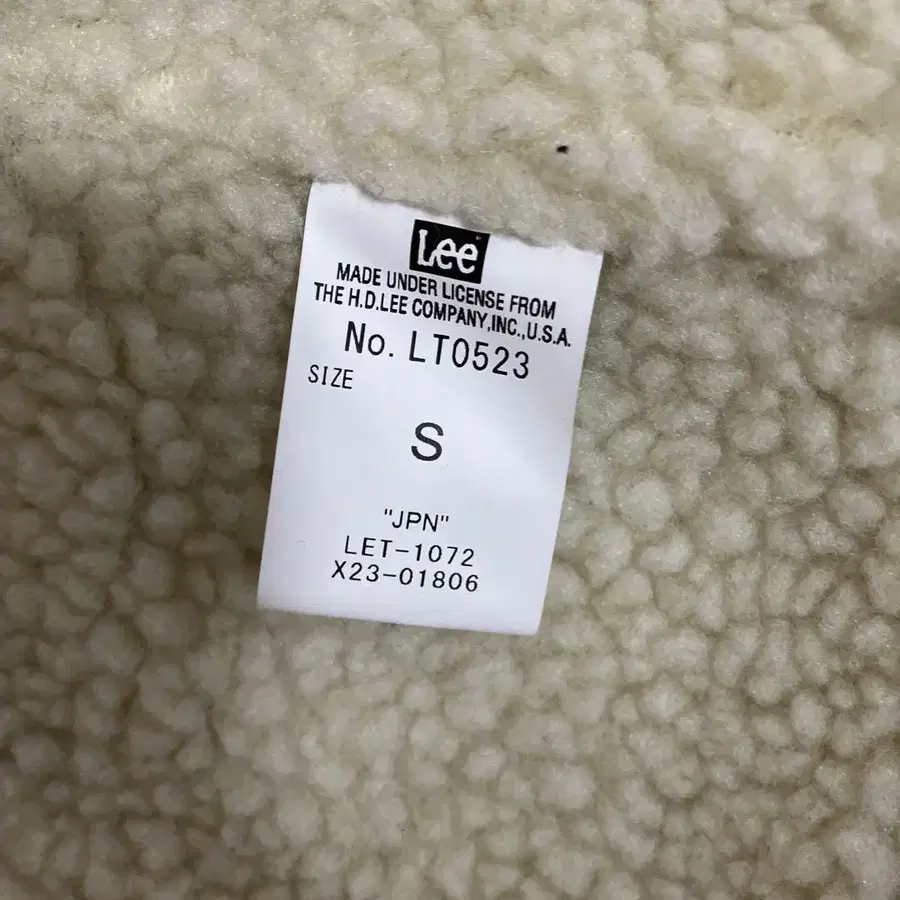 Lee
MADE UNDER LICENSE FROM
THE H.D.LEE COMPANY,INC.,U.S.A.
No. LT0523
SIZE
S
"JPN"
LET-1072
X23-01806